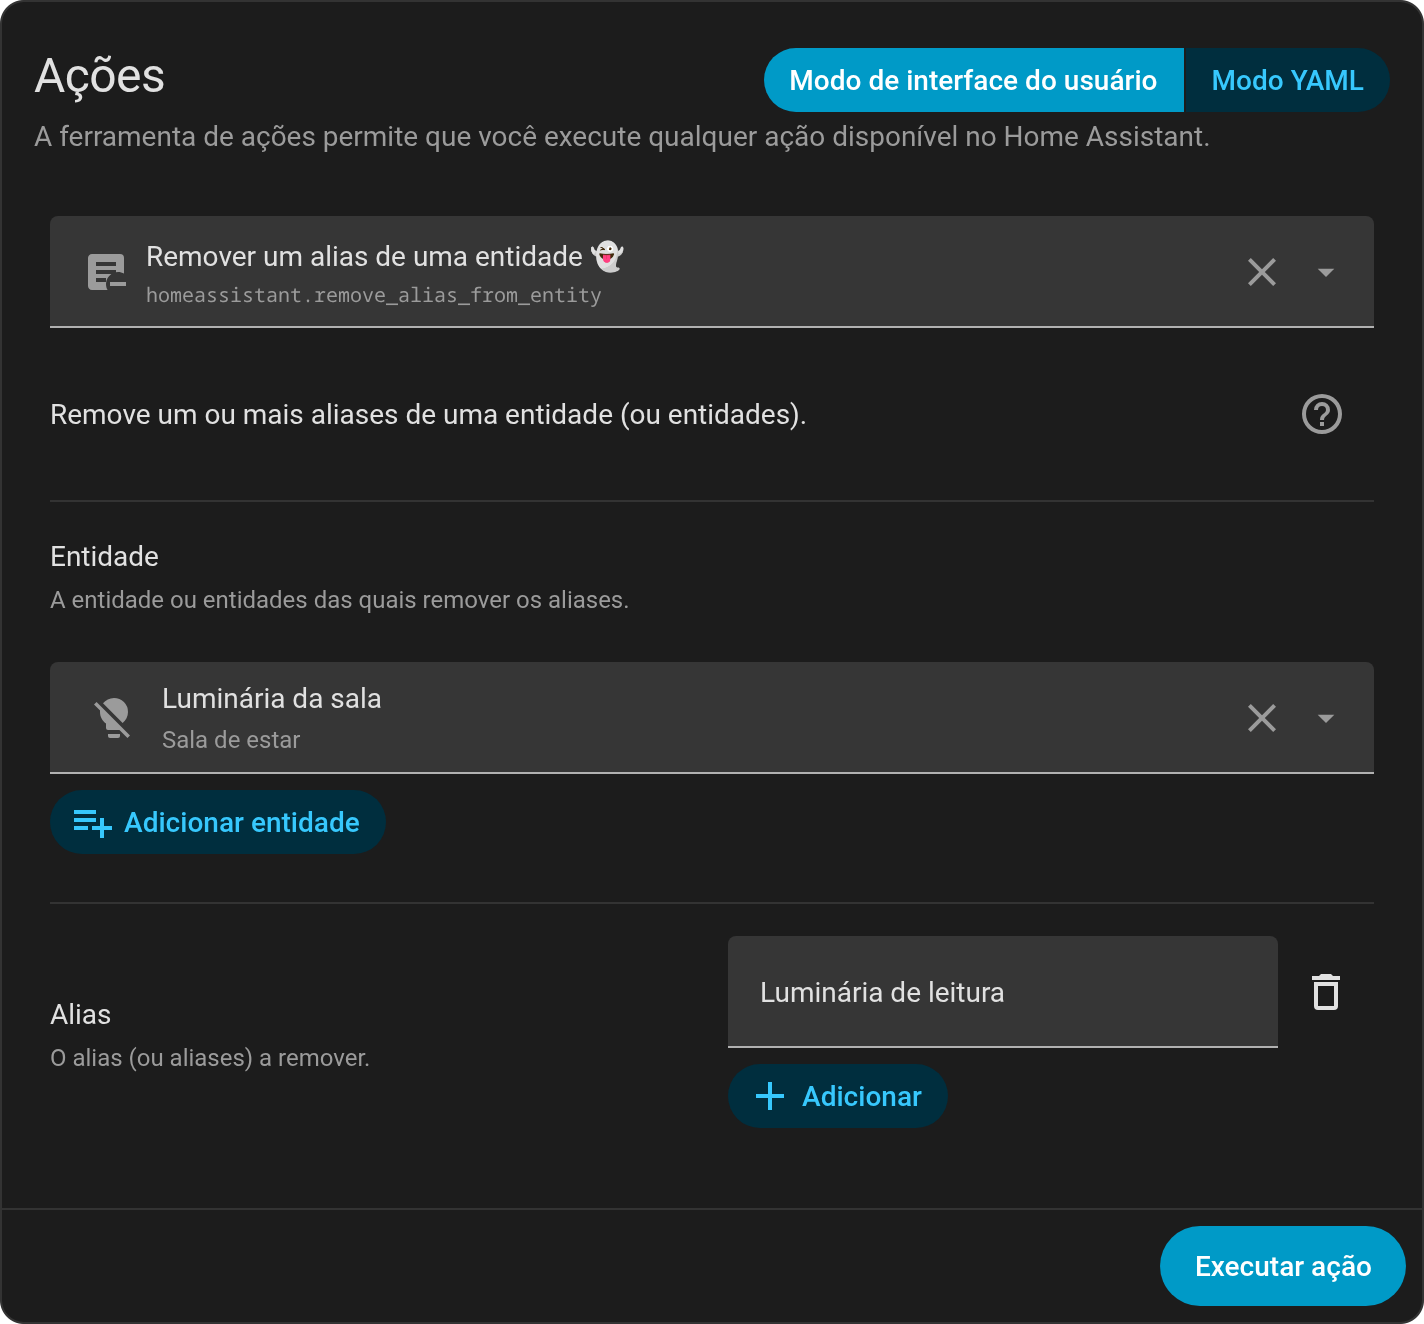 Ações
Modo de interface do usuário
Modo YAML
A ferramenta de ações permite que você execute qualquer ação disponível no Home Assistant.
Remover um alias de uma entidade 👻
homeassistant.remove_alias_from_entity
Remove um ou mais aliases de uma entidade (ou entidades).
Entidade
A entidade ou entidades das quais remover os aliases.
Luminária da sala
Sala de estar
Adicionar entidade
Alias
O alias (ou aliases) a remover.
Luminária de leitura
Adicionar
Executar ação